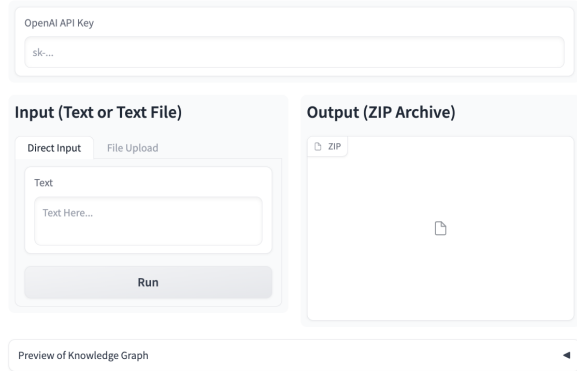 OpenAI API Key
sk-...
Input (Text or Text File)
Direct Input File Upload
Text
Text Here...
Run
Output (ZIP Archive)
ZIP
Preview of Knowledge Graph